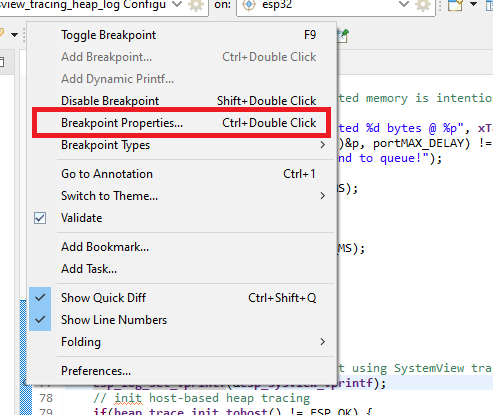 sview_tracing_heap_log Configu
on:
esp32
Toggle Breakpoint F9
Add Breakpoint... Ctrl+Double Click
Add Dynamic Printf...
Disable Breakpoint Shift+Double Click
ted memory is intentio
Breakpoint Properties... Ctrl+Double Click
ted %d bytes @ %p", xTa
Breakpoint Types
)&p, portMAX_DELAY) !=
nd to queue!");
Go to Annotation Ctrl+1
Switch to Theme...
MS);
Validate
Add Bookmark...
_MS);
Add Task...
Show Quick Diff Ctrl+Shift+Q
Show Line Numbers
Folding
t using SystemView tra
Preferences...
77 esp_log_set_vprintf(&esp_sysview_vprintf);
78 // init host-based heap tracing
79 if(heap_trace_init_tohost() != ESP_OK) {